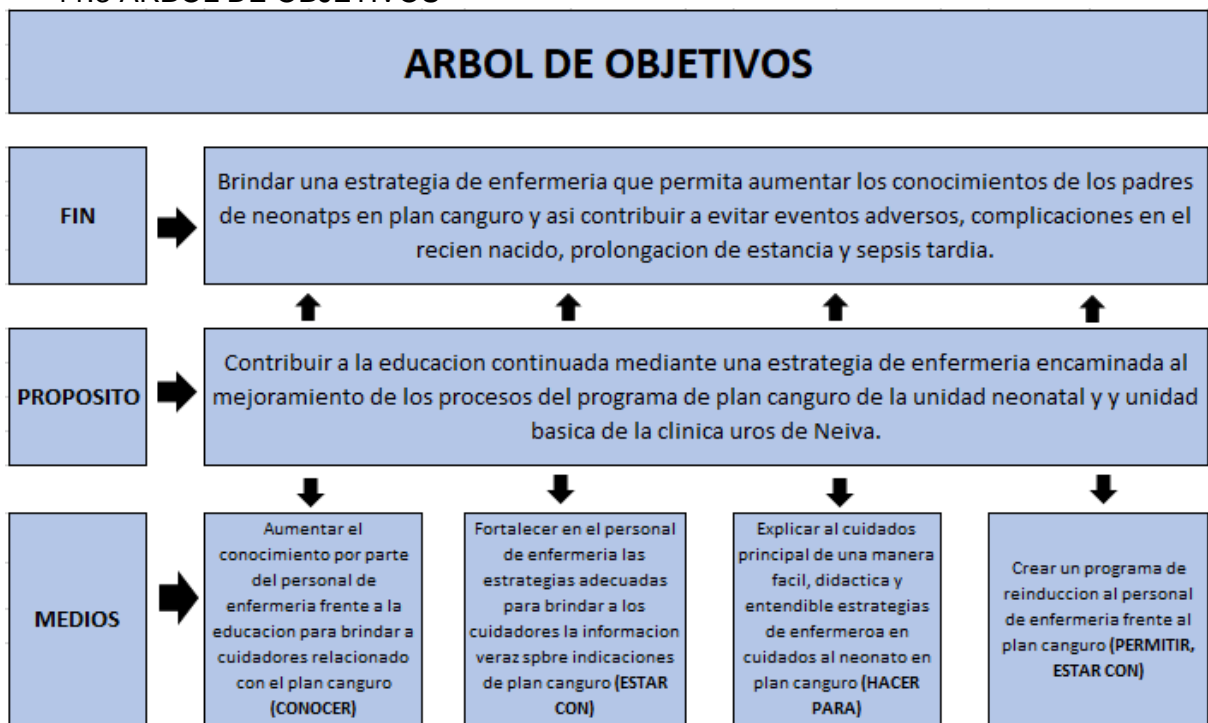 ARBOL DE OBJETIVOS
FIN
Brindar una estrategia de enfermeria que permita aumentar los conocimientos de los padres
de neonatps en plan canguro y asi contribuir a evitar eventos adversos, complicaciones en el
recien nacido, prolongacion de estancia y sepsis tardia.
PROPOSITO
Contribuir a la educacion continuada mediante una estrategia de enfermeria encaminada al
mejoramiento de los procesos del programa de plan canguro de la unidad neonatal y y unidad
basica de la clinica uros de Neiva.
MEDIOS
Aumentar el
conocimiento por parte
del personal de
enfermeria frente a la
educacion para brindar a
cuidadores relacionado
con el plan canguro
(CONOCER)
Fortalecer en el personal
de enfermeria las
estrategias adecuadas
para brindar a los
cuidadores la informacion
veraz spbre indicaciones
de plan canguro (ESTAR
CON)
Explicar al cuidados
principal de una manera
facil, didactica y
entendible estrategias
de enfermeroa en
cuidados al neonato en
plan canguro (HACER
PARA)
Crear un programa de
reinduccion al personal
de enfermeria frente al
plan canguro (PERMITIR,
ESTAR CON)